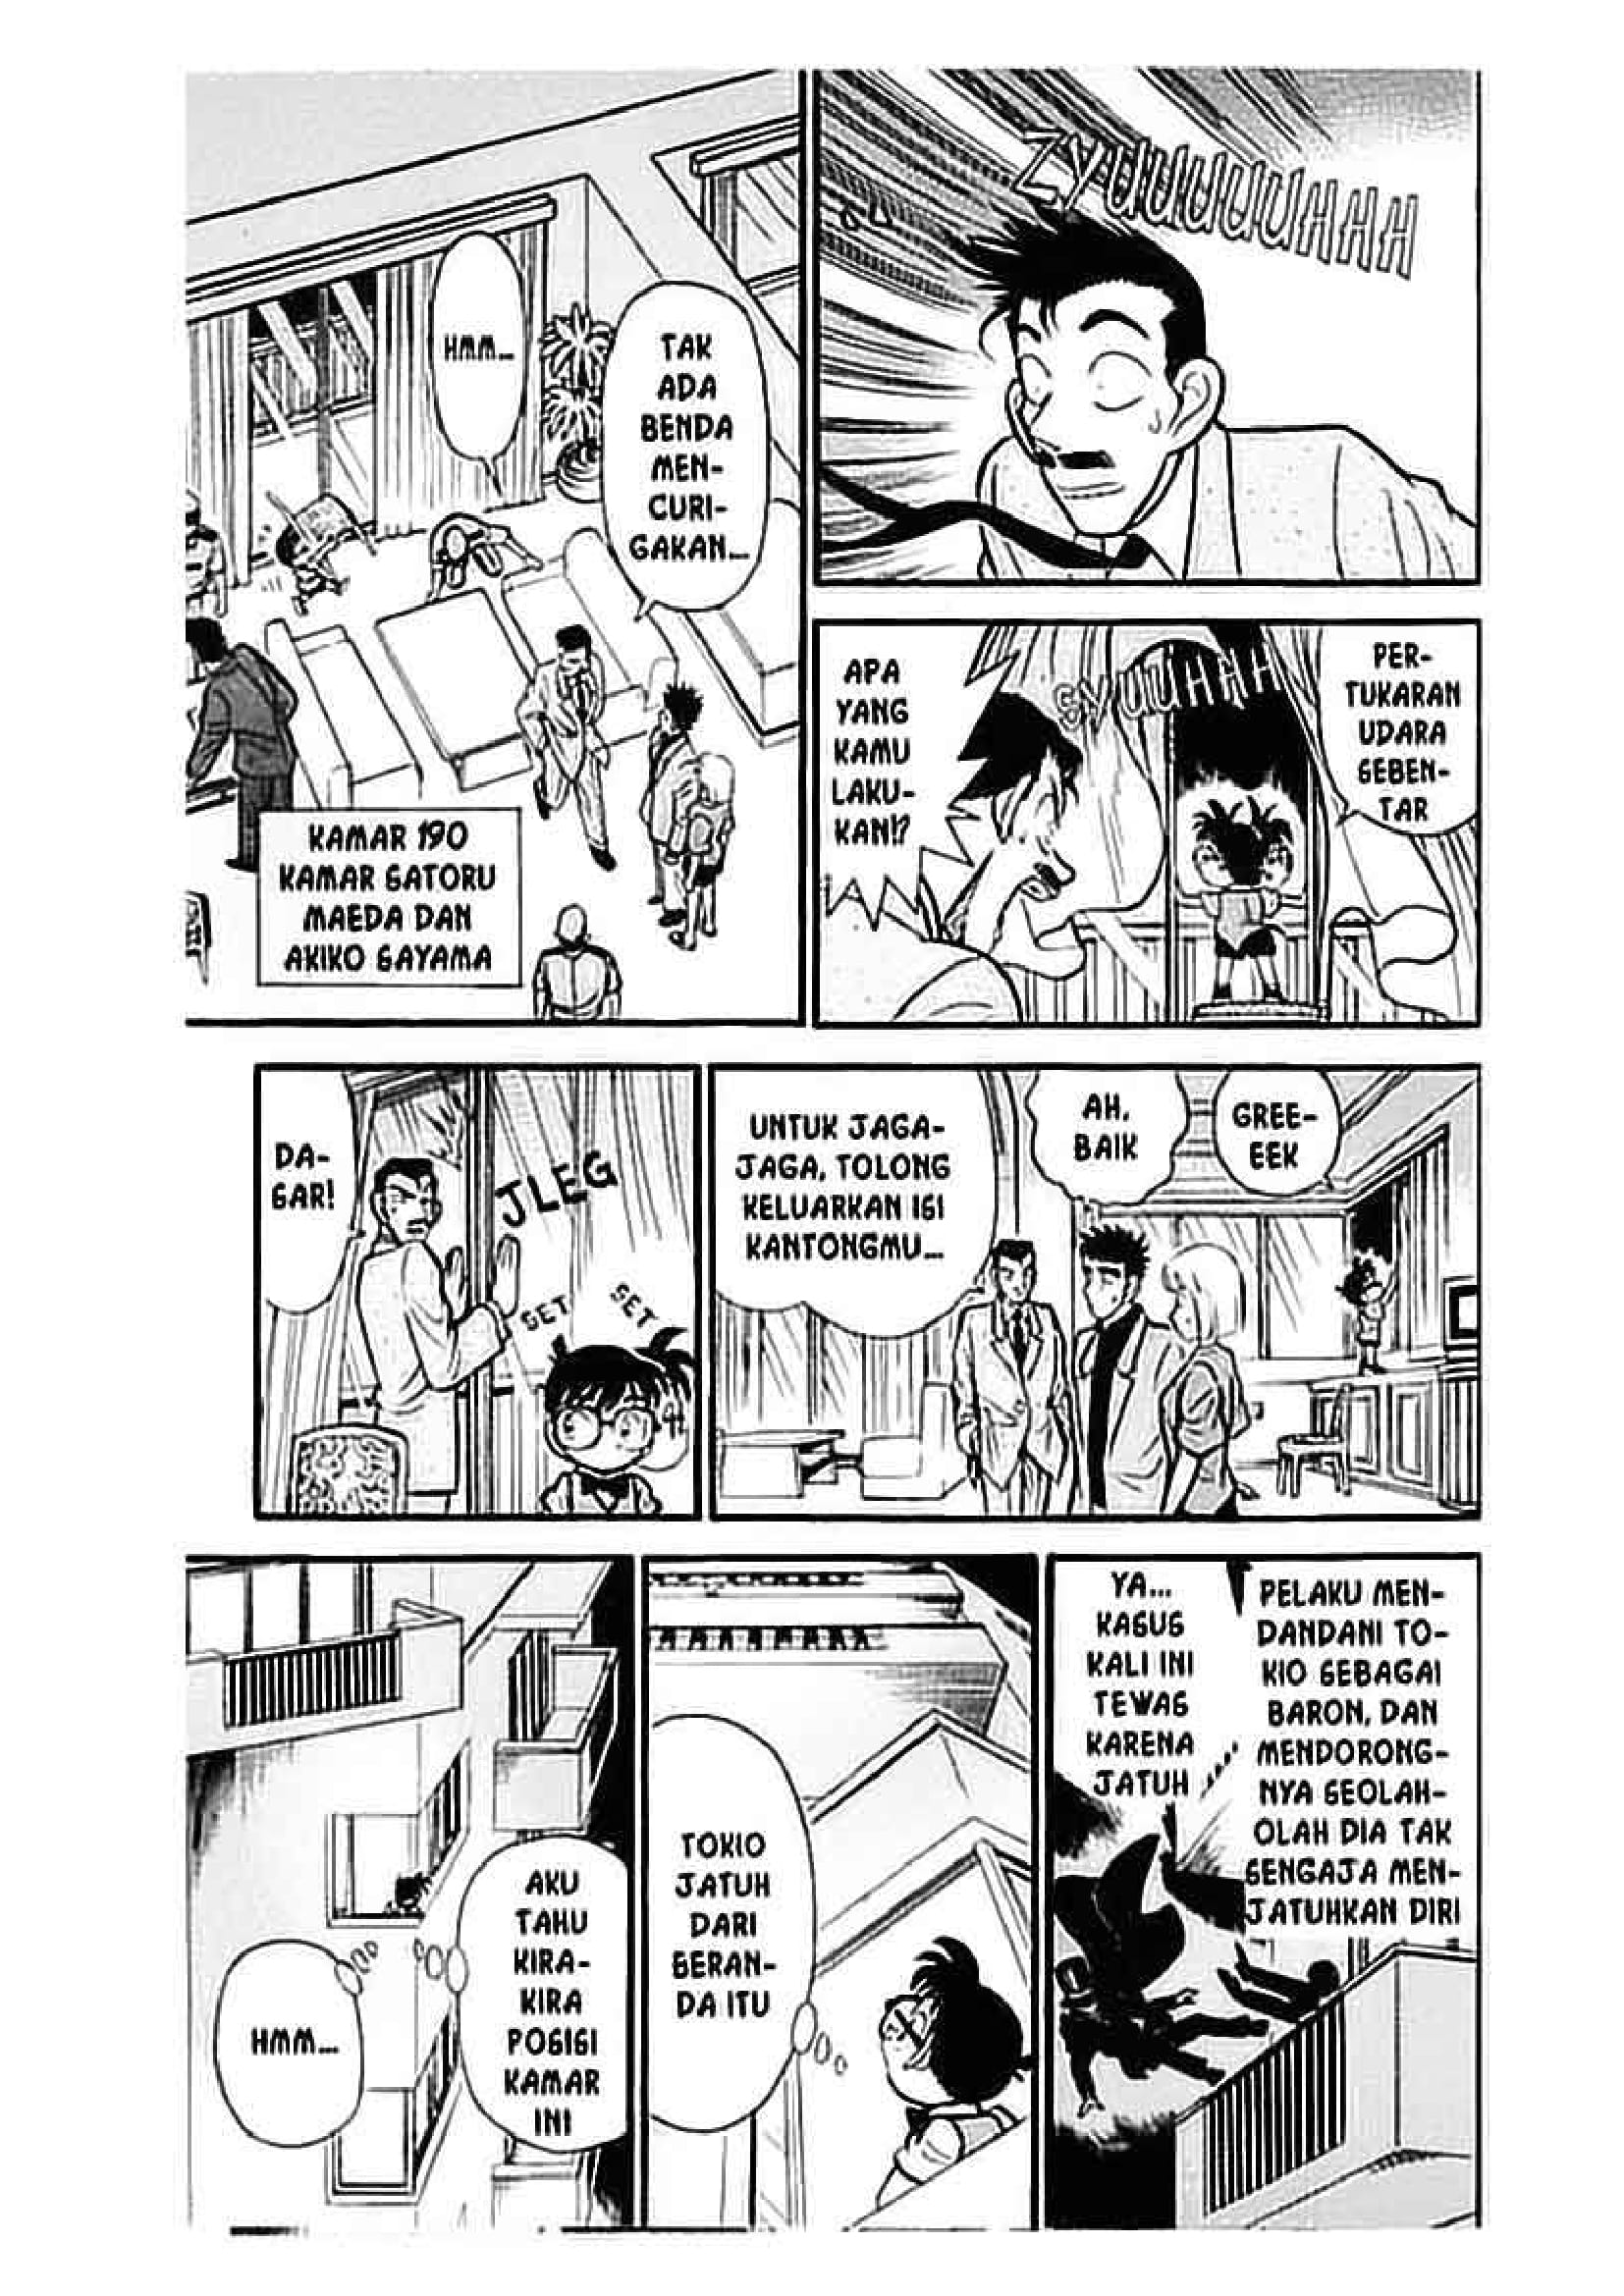 ZYUUUUUUHHH
PER-
TUKARAN
UDARA
SEBEN-
TAR
SYUUHHH
APA
YANG
KAMU
LAKU-
KAN!?
TAK
ADA
BENDA
MEN-
CURI-
GAKAN...
HMM...
KAMAR 190
KAMAR SATORU
MAEDA DAN
AKIKO SAYAMA
GREE-
EEK
AH,
BAIK
UNTUK JAGA-
JAGA, TOLONG
KELUARKAN ISI
KANTONGMU...
JLEG
DA-
SAR!
SET
SET
PELAKU MEN-
DANDANI TO-
KIO SEBAGAI
BARON, DAN
MENDORONG-
NYA SEOLAH-
OLAH DIA TAK
SENGAJA MEN-
JATUHKAN DIRI
YA...
KASUS
KALI INI
TEWAS
KARENA
JATUH
TOKIO
JATUH
DARI
BERAN-
DA ITU
AKU
TAHU
KIRA-
KIRA
POSISI
KAMAR
INI
HMM...